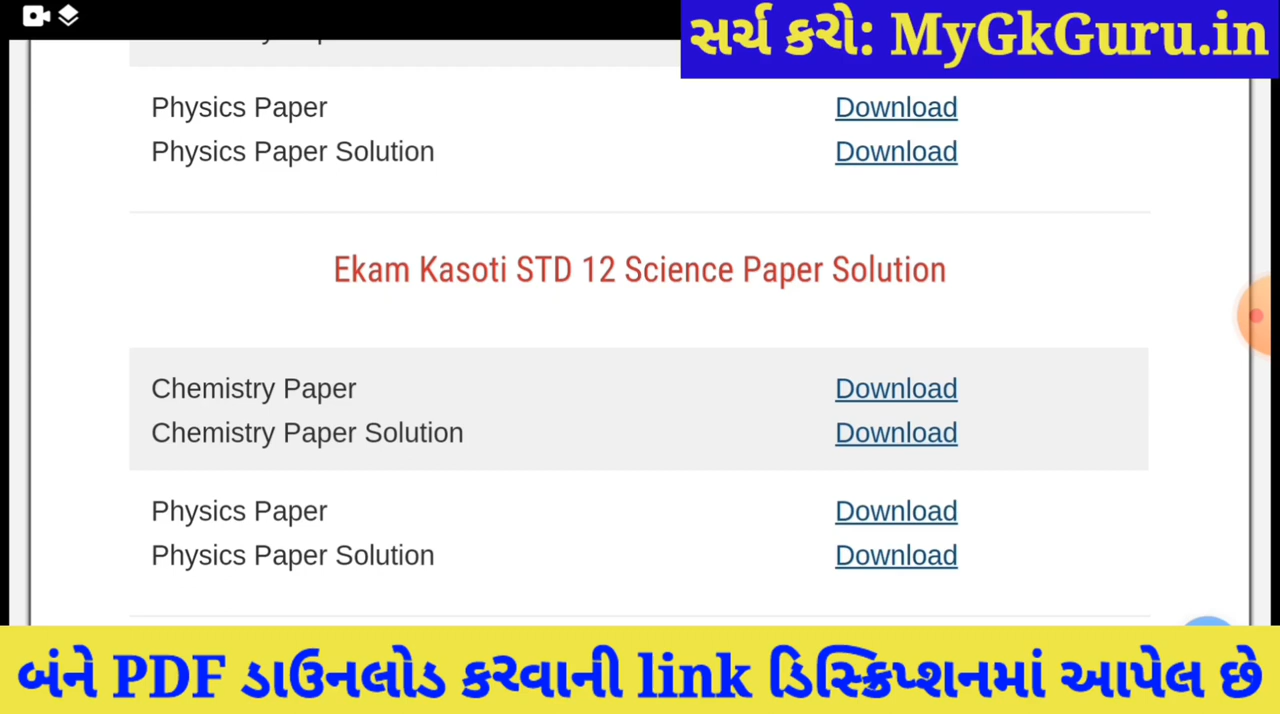 સર્ચ કરો: MyGkGuru.in
Physics Paper Download
Physics Paper Solution Download
Ekam Kasoti STD 12 Science Paper Solution
Chemistry Paper Download
Chemistry Paper Solution Download
Physics Paper Download
Physics Paper Solution Download
બંને PDF ડાઉનલોડ કરવાની link ડિસ્ક્રિપ્શનમાં આપેલ છે